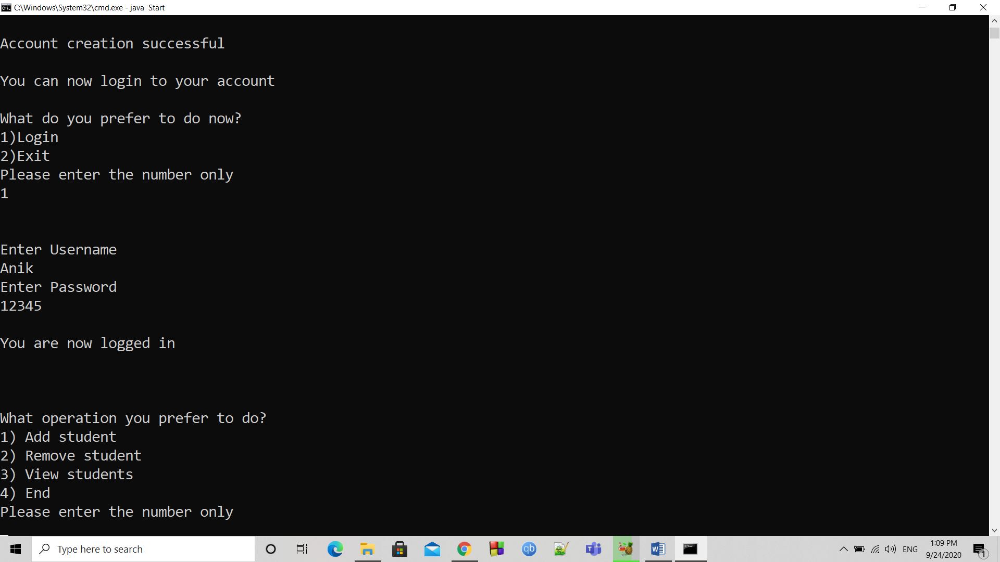 C:\Windows\System32\cmd.exe - java  Start
Account creation successful
You can now login to your account
What do you prefer to do now?
1)Login
2)Exit
Please enter the number only
1
Enter Username
Anik
Enter Password
12345
You are now logged in
What operation you prefer to do?
1) Add student
2) Remove student
3) View students
4) End
Please enter the number only
Type here to search
qb
ENG
1:09 PM
9/24/2020
1